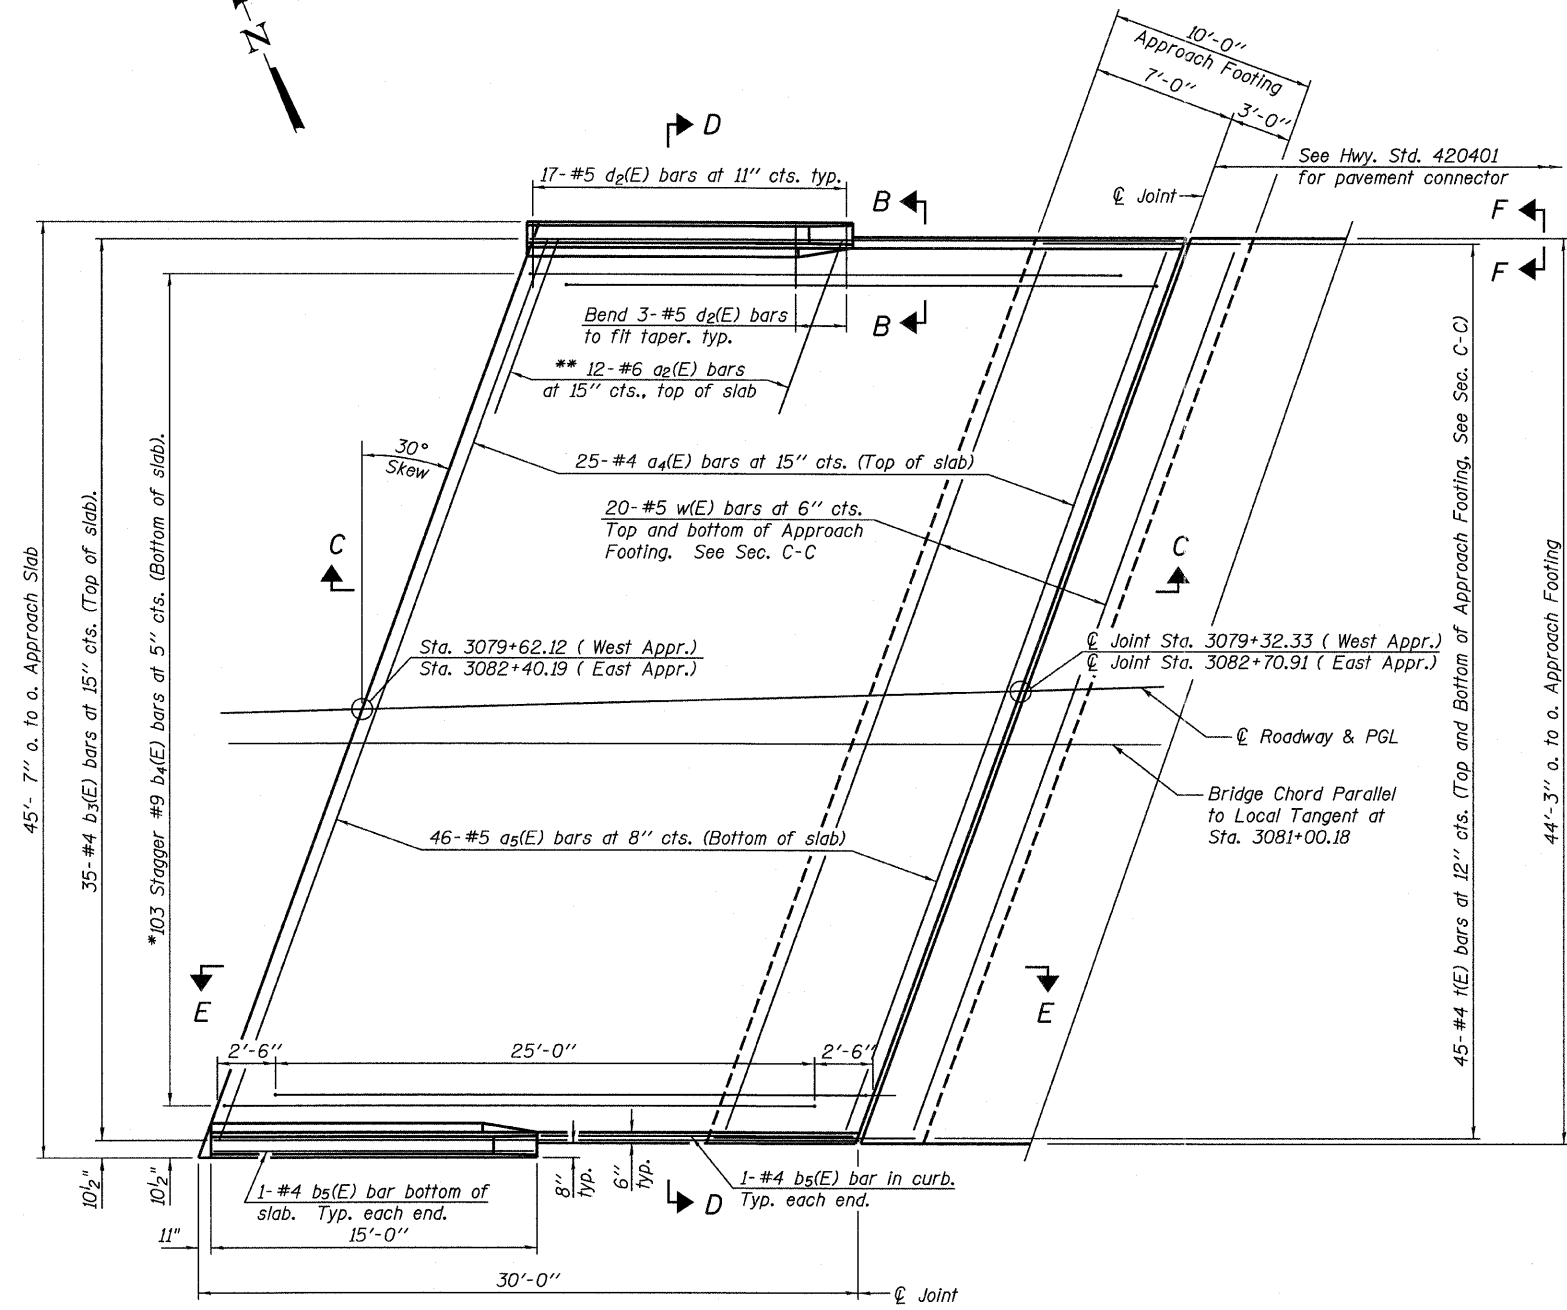 N
10'-0"
Approach Footing
7'-0"
3'-0"
D
17-#5 d2(E) bars at 11" cts. typ.
B
See Hwy. Std. 420401
for pavement connector
℄ Joint
F
F
Bend 3-#5 d2(E) bars
to fit taper. typ.
B
** 12-#6 a2(E) bars
at 15" cts., top of slab
30°
Skew
25-#4 a4(E) bars at 15" cts. (Top of slab)
20-#5 w(E) bars at 6" cts.
Top and bottom of Approach
Footing. See Sec. C-C
C
C
45'- 7" o. to o. Approach Slab
35-#4 b3(E) bars at 15" cts. (Top of slab).
*103 Stagger #9 b4(E) bars at 5" cts. (Bottom of slab).
45-#4 t(E) bars at 12" cts. (Top and Bottom of Approach Footing, See Sec. C-C)
44'-3" o. to o. Approach Footing
Sta. 3079+62.12 ( West Appr.)
Sta. 3082+40.19 ( East Appr.)
℄ Joint Sta. 3079+32.33 ( West Appr.)
℄ Joint Sta. 3082+70.91 ( East Appr.)
℄ Roadway & PGL
Bridge Chord Parallel
to Local Tangent at
Sta. 3081+00.18
46-#5 a5(E) bars at 8" cts. (Bottom of slab)
E
E
2'-6"
25'-0"
2'-6"
10½"
10½"
1-#4 b5(E) bar bottom of
slab. Typ. each end.
8"
typ.
6"
typ.
D
1-#4 b5(E) bar in curb.
Typ. each end.
11"
15'-0"
30'-0"
℄ Joint